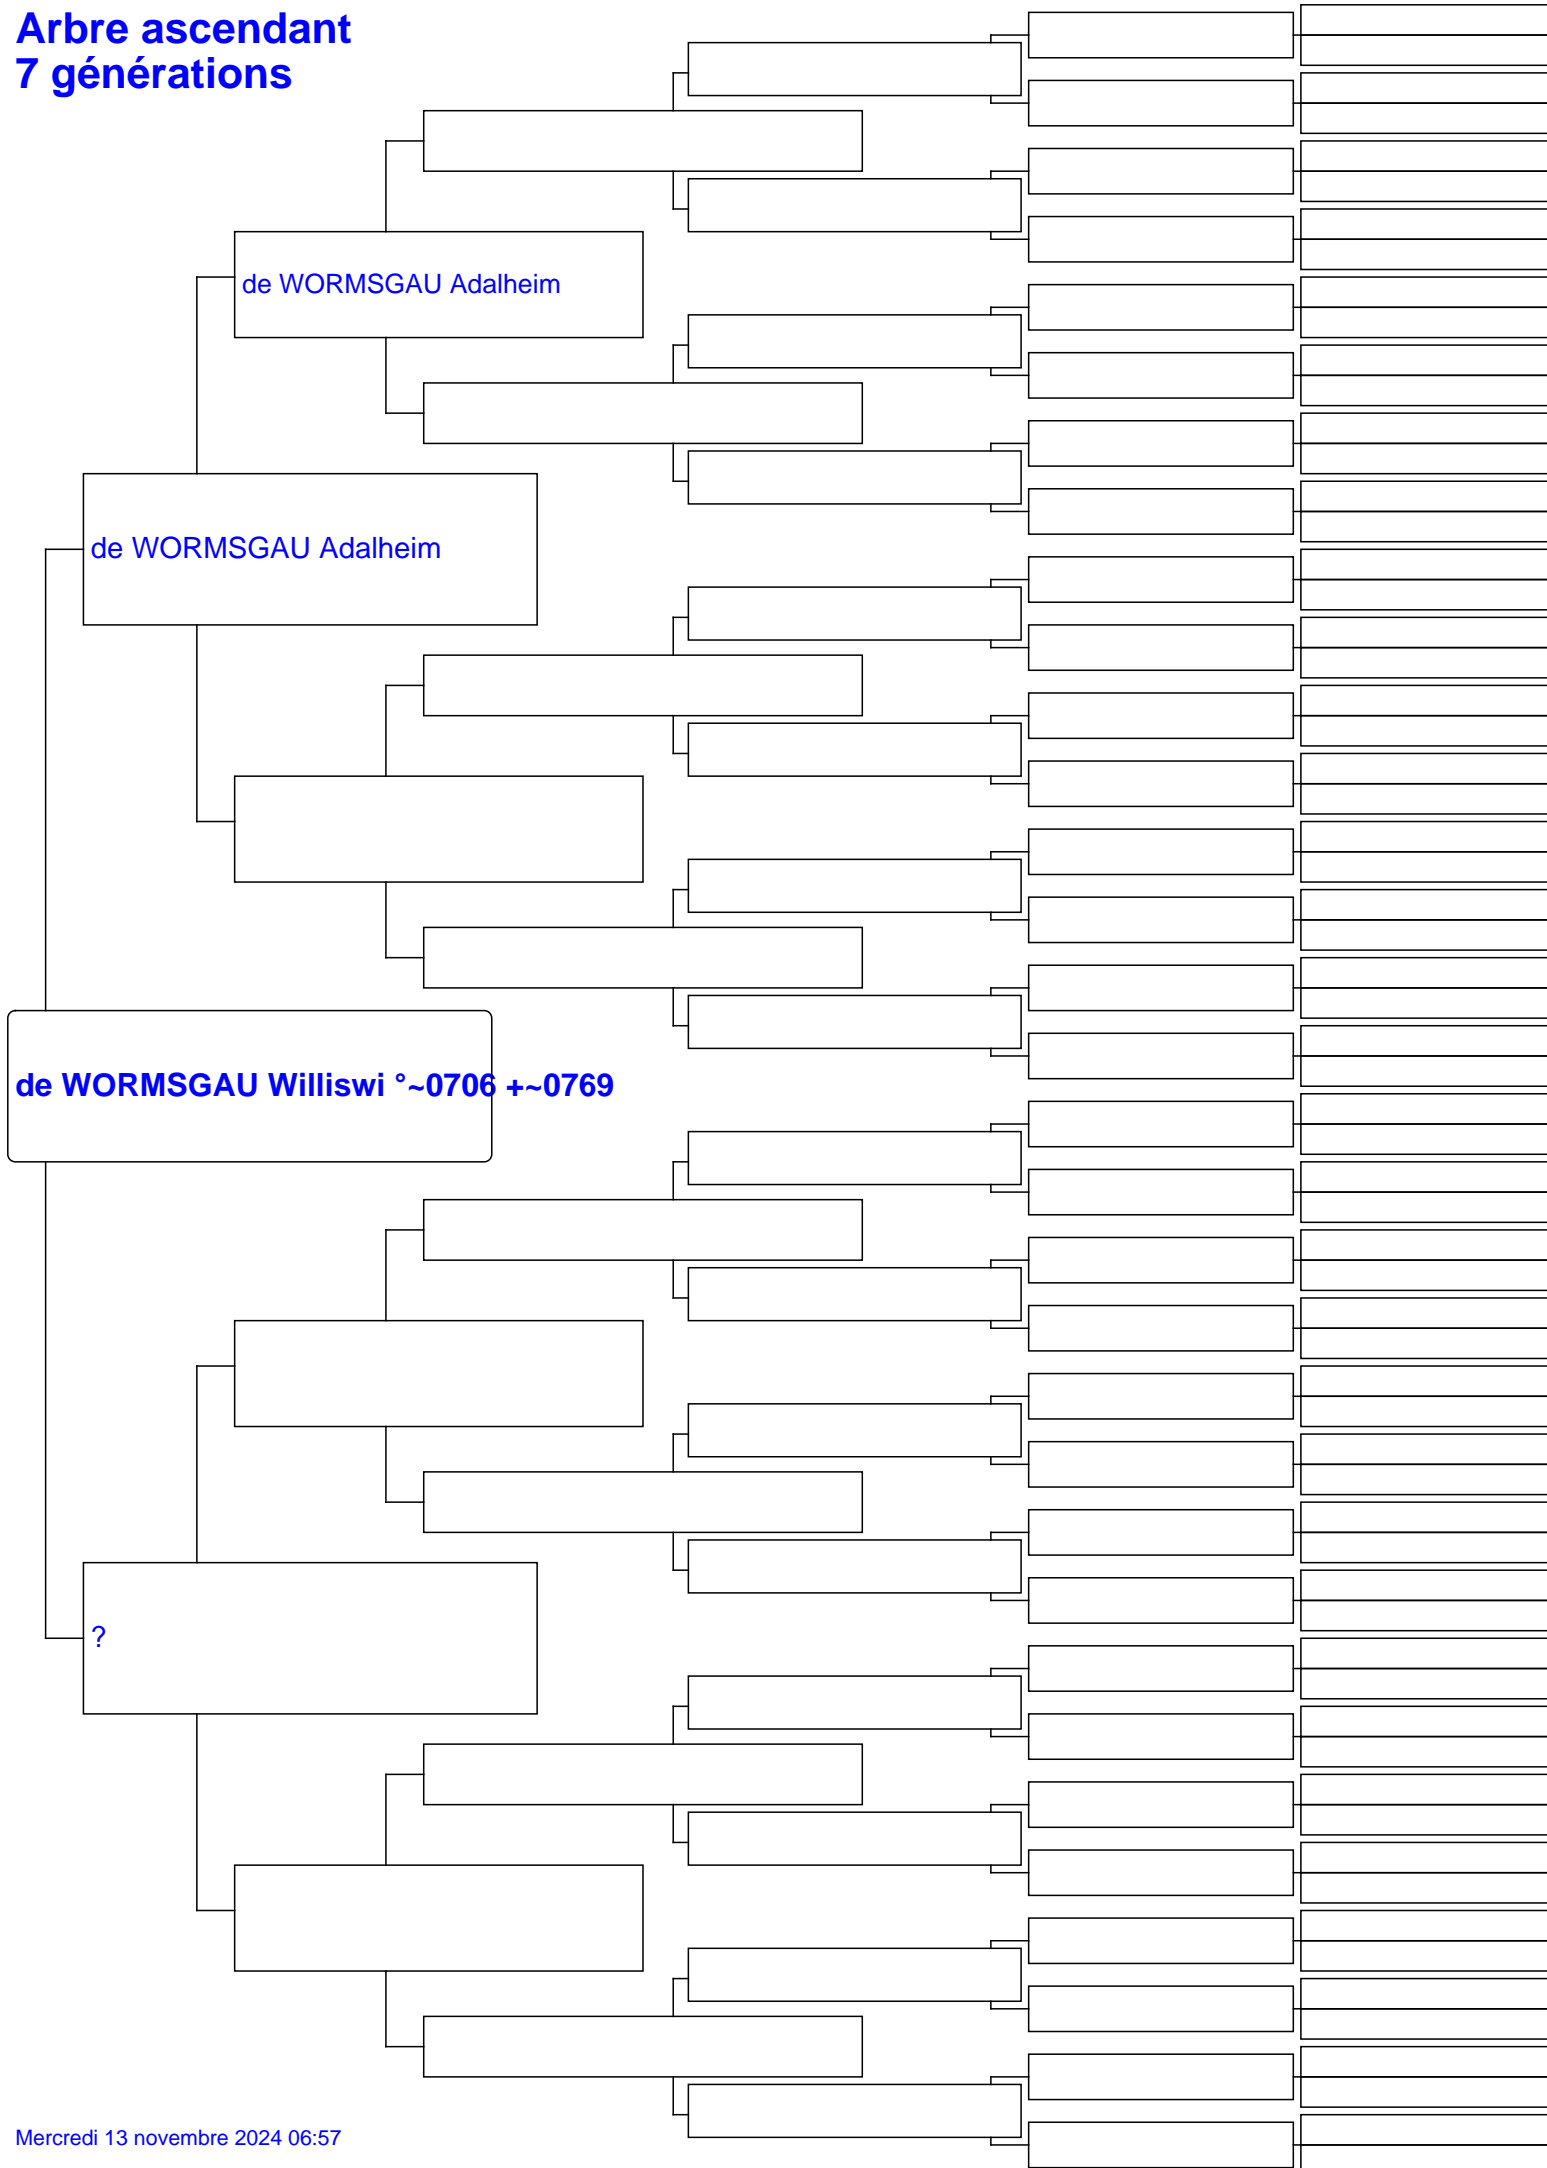 Arbre ascendant
7 générations
de WORMSGAU Adalheim
de WORMSGAU Adalheim
de WORMSGAU Williswi °~0706 +~0769
?
Mercredi 13 novembre 2024 06:57